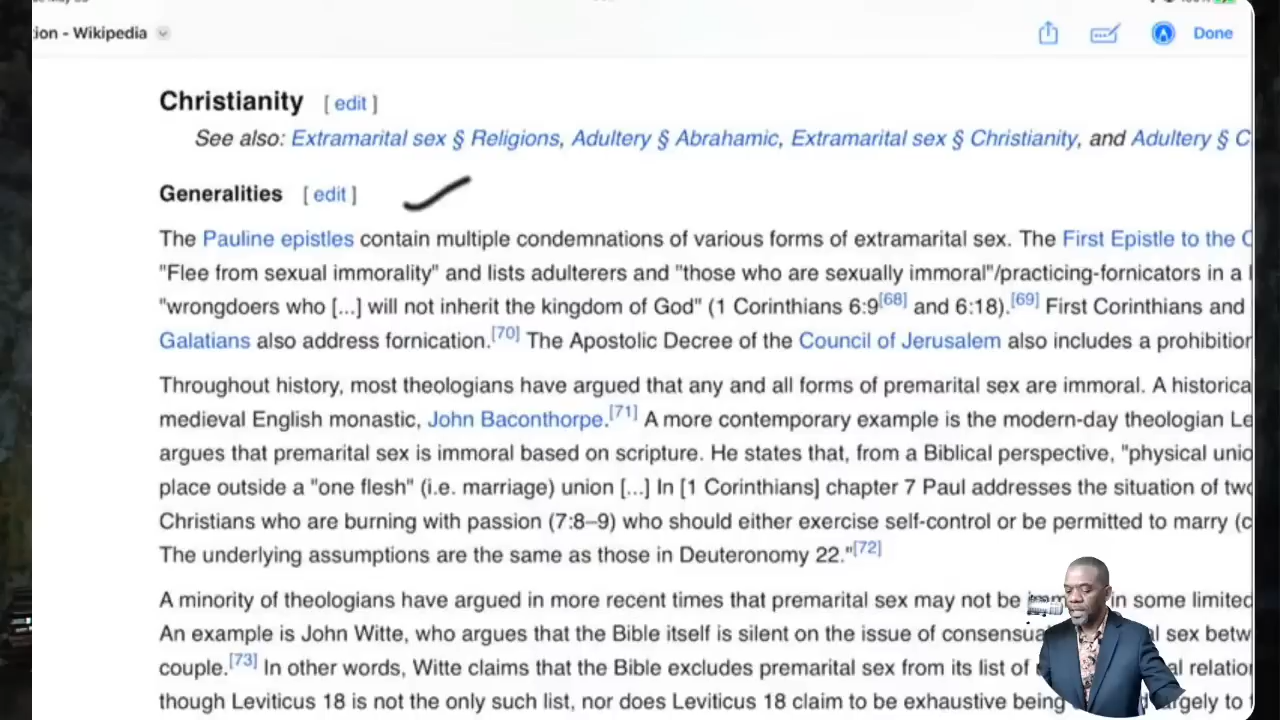 ion - Wikipedia
Done
Christianity [ edit ]
See also: Extramarital sex § Religions, Adultery § Abrahamic, Extramarital sex § Christianity, and Adultery § C
Generalities [ edit ]
The Pauline epistles contain multiple condemnations of various forms of extramarital sex. The First Epistle to the C
"Flee from sexual immorality" and lists adulterers and "those who are sexually immoral"/practicing-fornicators in a
"wrongdoers who [...] will not inherit the kingdom of God" (1 Corinthians 6:9[68] and 6:18).[69] First Corinthians and
Galatians also address fornication.[70] The Apostolic Decree of the Council of Jerusalem also includes a prohibition
Throughout history, most theologians have argued that any and all forms of premarital sex are immoral. A historica
medieval English monastic, John Baconthorpe.[71] A more contemporary example is the modern-day theologian Le
argues that premarital sex is immoral based on scripture. He states that, from a Biblical perspective, "physical unio
place outside a "one flesh" (i.e. marriage) union [...] In [1 Corinthians] chapter 7 Paul addresses the situation of two
Christians who are burning with passion (7:8–9) who should either exercise self-control or be permitted to marry (c
The underlying assumptions are the same as those in Deuteronomy 22."[72]
A minority of theologians have argued in more recent times that premarital sex may not be in some limited
An example is John Witte, who argues that the Bible itself is silent on the issue of consensua l sex betw
couple.[73] In other words, Witte claims that the Bible excludes premarital sex from its list of al relation
though Leviticus 18 is not the only such list, nor does Leviticus 18 claim to be exhaustive being largely to